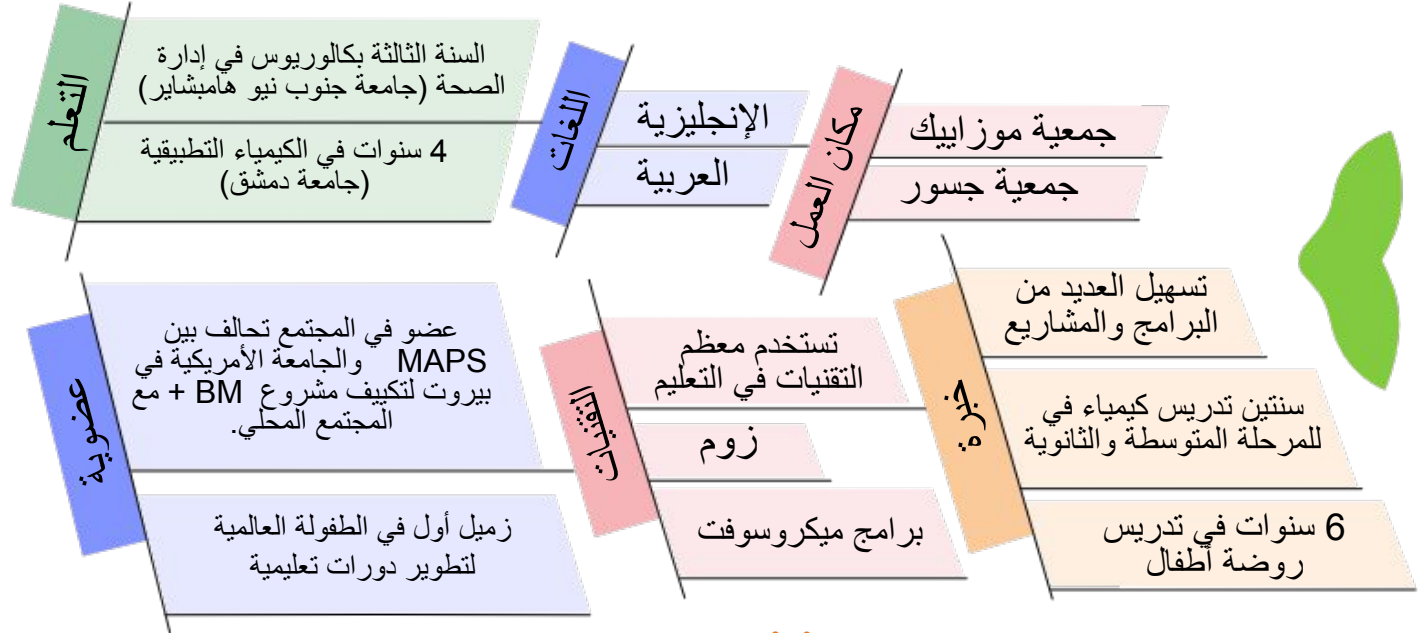 مكان العمل
جمعية موزاييك
جمعية جسور
اللغات
الإنجليزية
العربية
التعلم
السنة الثالثة بكالوريوس في إدارة
الصحة (جامعة جنوب نيو هامبشاير)
4 سنوات في الكيمياء التطبيقية
(جامعة دمشق)
خبرة
تسهيل العديد من
البرامج والمشاريع
سنتين تدريس كيمياء في
للمرحلة المتوسطة والثانوية
6 سنوات في تدريس
روضة أطفال
التقنيات
تستخدم معظم
التقنيات في التعليم
زوم
برامج ميكروسوفت
عضوية
عضو في المجتمع تحالف بين
MAPS والجامعة الأمريكية في
بيروت لتكييف مشروع BM + مع
المجتمع المحلي.
زميل أول في الطفولة العالمية
لتطوير دورات تعليمية